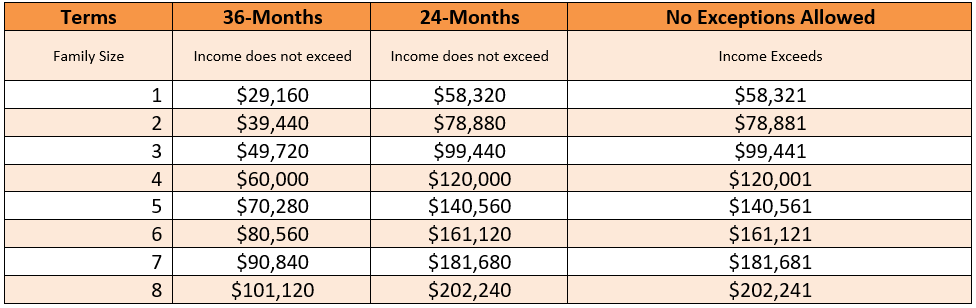 Terms 36-Months 24-Months No Exceptions Allowed
Family Size Income does not exceed Income does not exceed Income Exceeds
1 $29,160 $58,320 $58,321
2 $39,440 $78,880 $78,881
3 $49,720 $99,440 $99,441
4 $60,000 $120,000 $120,001
5 $70,280 $140,560 $140,561
6 $80,560 $161,120 $161,121
7 $90,840 $181,680 $181,681
8 $101,120 $202,240 $202,241